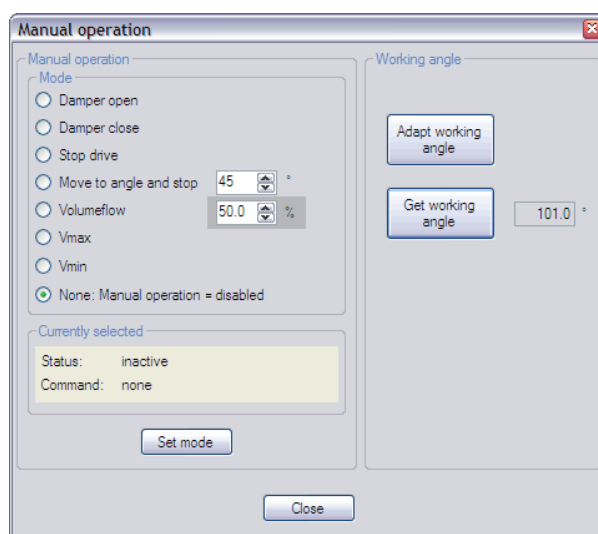 Manual operation
Manual operation
Mode
Damper open
Damper close
Stop drive
Move to angle and stop 45 °
Volumeflow 50.0 %
Vmax
Vmin
None: Manual operation = disabled
Currently selected
Status: inactive
Command: none
Set mode
Working angle
Adapt working
angle
Get working
angle
101.0 °
Close